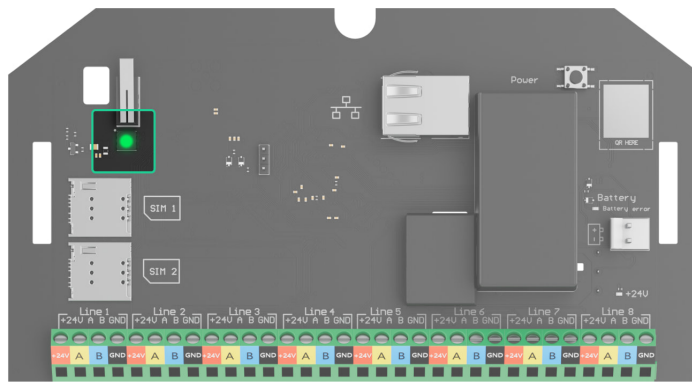 Power
QR HERE
SIM 1
Battery
Battery error
+
-
SIM 2
+24V
Line 1 Line 2 Line 3 Line 4 Line 5 Line 6 Line 7 Line 8
+24V A B GND +24V A B GND +24V A B GND +24V A B GND +24V A B GND +24V A B GND +24V A B GND +24V A B GND
+24V A B GND +24V A B GND +24V A B GND +24V A B GND +24V A B GND +24V A B GND +24V A B GND +24V A B GND